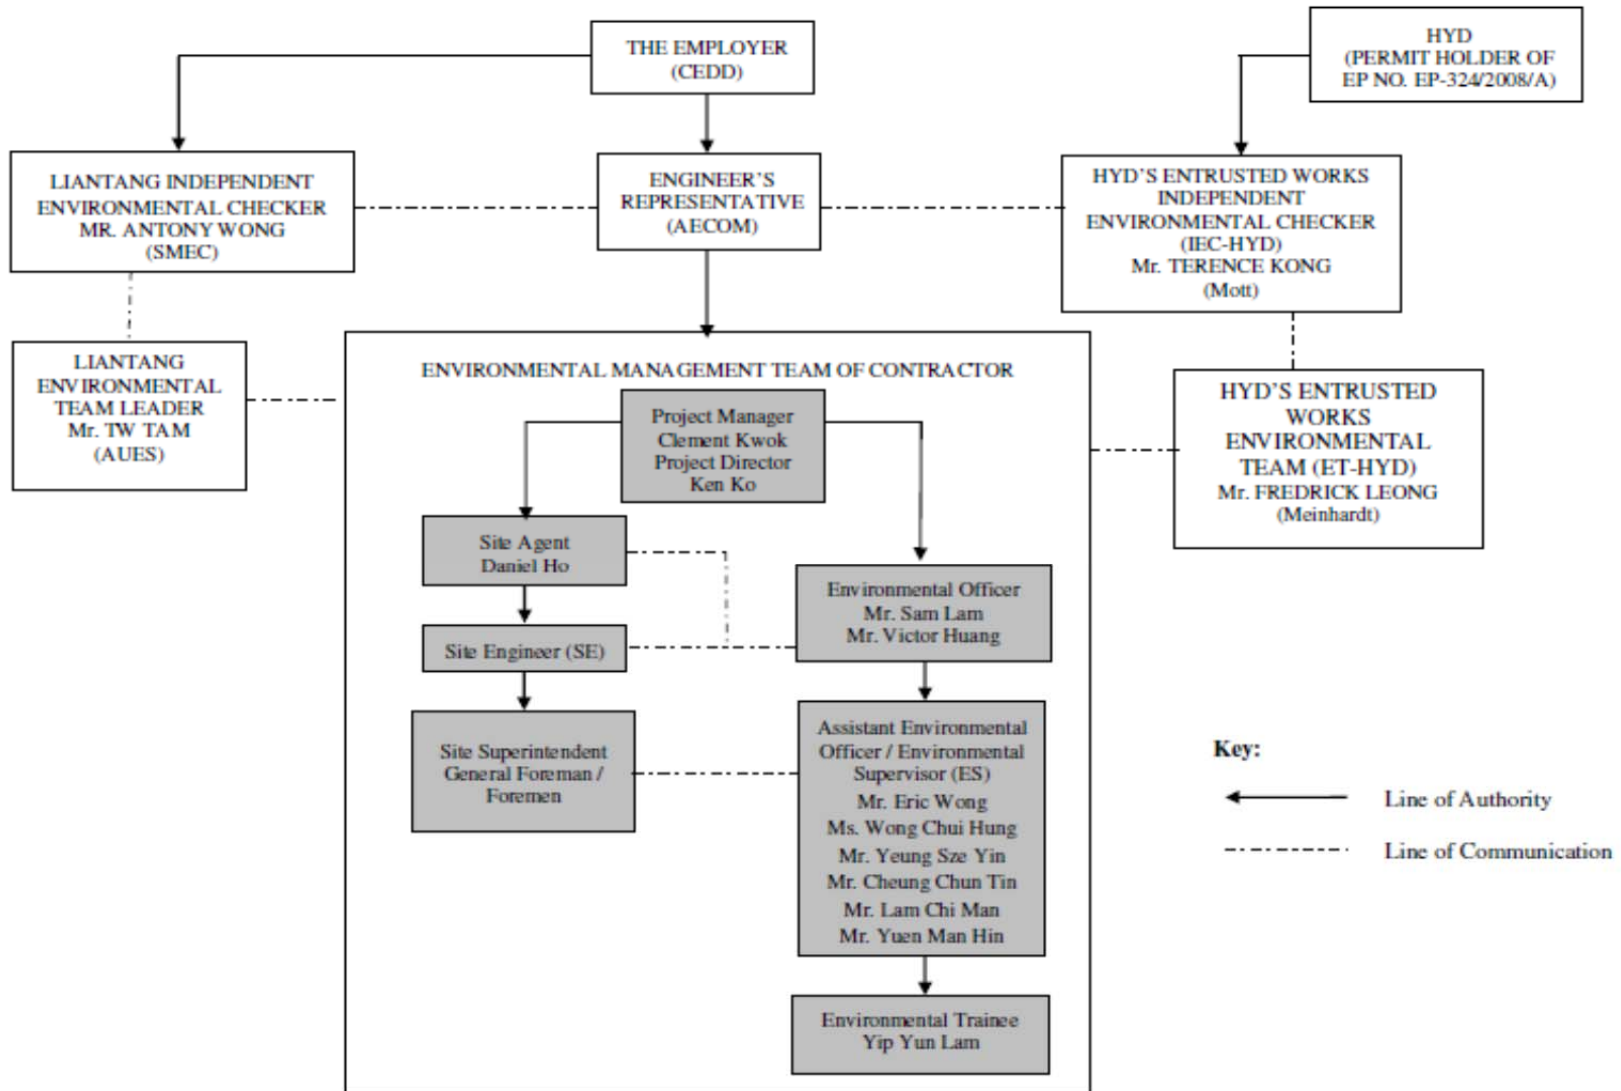 THE EMPLOYER
(CEDD)
HYD
(PERMIT HOLDER OF
EP NO. EP-324/2008/A)
LIANTANG INDEPENDENT
ENVIRONMENTAL CHECKER
MR. ANTONY WONG
(SMEC)
ENGINEER'S
REPRESENTATIVE
(AECOM)
HYD'S ENTRUSTED WORKS
INDEPENDENT
ENVIRONMENTAL CHECKER
(IEC-HYD)
Mr. TERENCE KONG
(Mott)
LIANTANG
ENVIRONMENTAL
TEAM LEADER
Mr. TW TAM
(AUES)
ENVIRONMENTAL MANAGEMENT TEAM OF CONTRACTOR
Project Manager
Clement Kwok
Project Director
Ken Ko
HYD'S ENTRUSTED
WORKS
ENVIRONMENTAL
TEAM (ET-HYD)
Mr. FREDRICK LEONG
(Meinhardt)
Site Agent
Daniel Ho
Environmental Officer
Mr. Sam Lam
Mr. Victor Huang
Site Engineer (SE)
Site Superintendent
General Foreman /
Foremen
Assistant Environmental
Officer / Environmental
Supervisor (ES)
Mr. Eric Wong
Ms. Wong Chui Hung
Mr. Yeung Sze Yin
Mr. Cheung Chun Tin
Mr. Lam Chi Man
Mr. Yuen Man Hin
Environmental Trainee
Yip Yun Lam
Key:
Line of Authority
Line of Communication